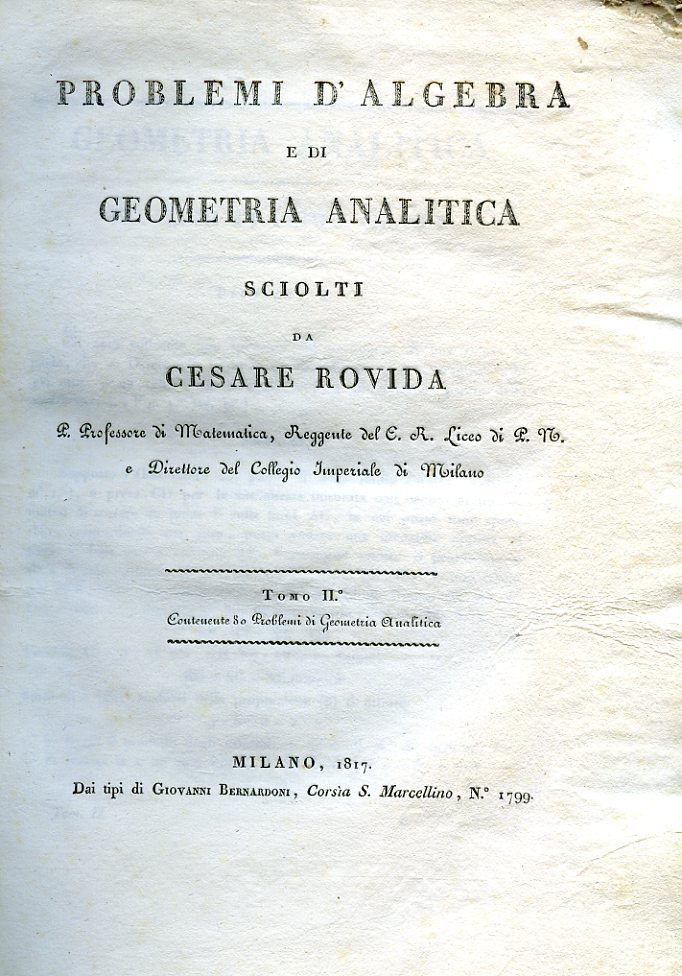 PROBLEMI D'ALGEBRA
E DI
GEOMETRIA ANALITICA
SCIOLTI
DA
CESARE ROVIDA
P. Professore di Matematica, Reggente del C. R. Liceo di P. N.
e Direttore del Collegio Imperiale di Milano
TOMO II.°
Contenente 80 Problemi di Geometria Analitica
MILANO, 1817.
Dai tipi di GIOVANNI BERNARDONI, Corsìa S. Marcellino, N.° 1799.